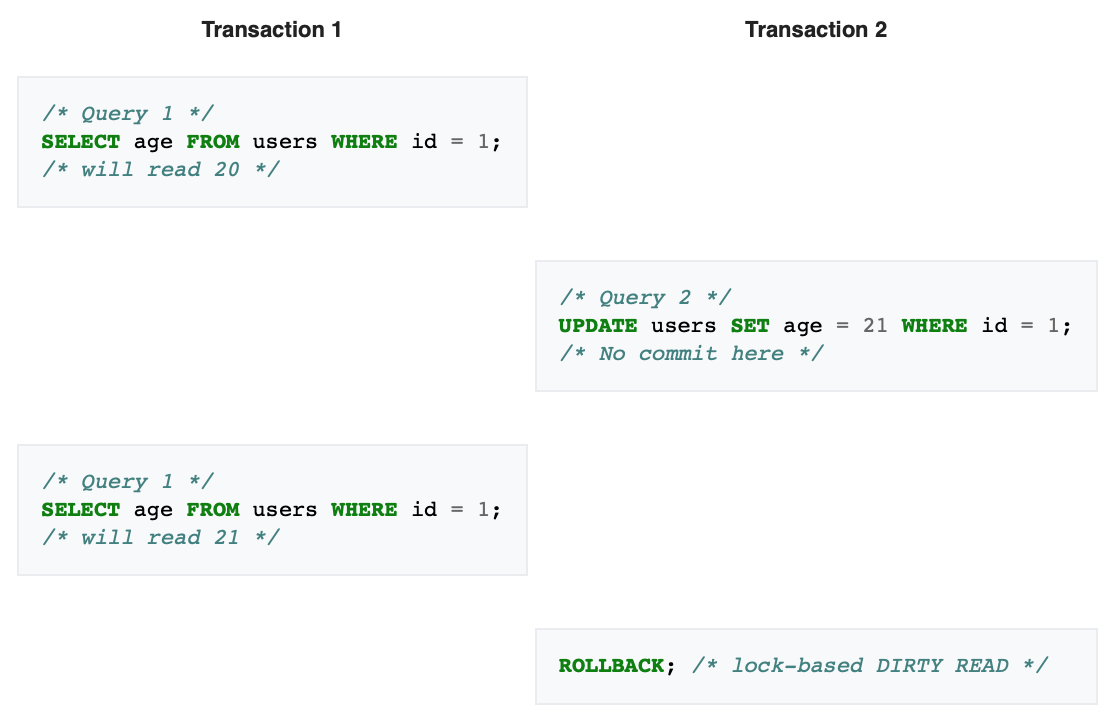 Transaction 1
Transaction 2
/* Query 1 */
SELECT age FROM users WHERE id = 1;
/* will read 20 */
/* Query 2 */
UPDATE users SET age = 21 WHERE id = 1;
/* No commit here */
/* Query 1 */
SELECT age FROM users WHERE id = 1;
/* will read 21 */
ROLLBACK; /* lock-based DIRTY READ */